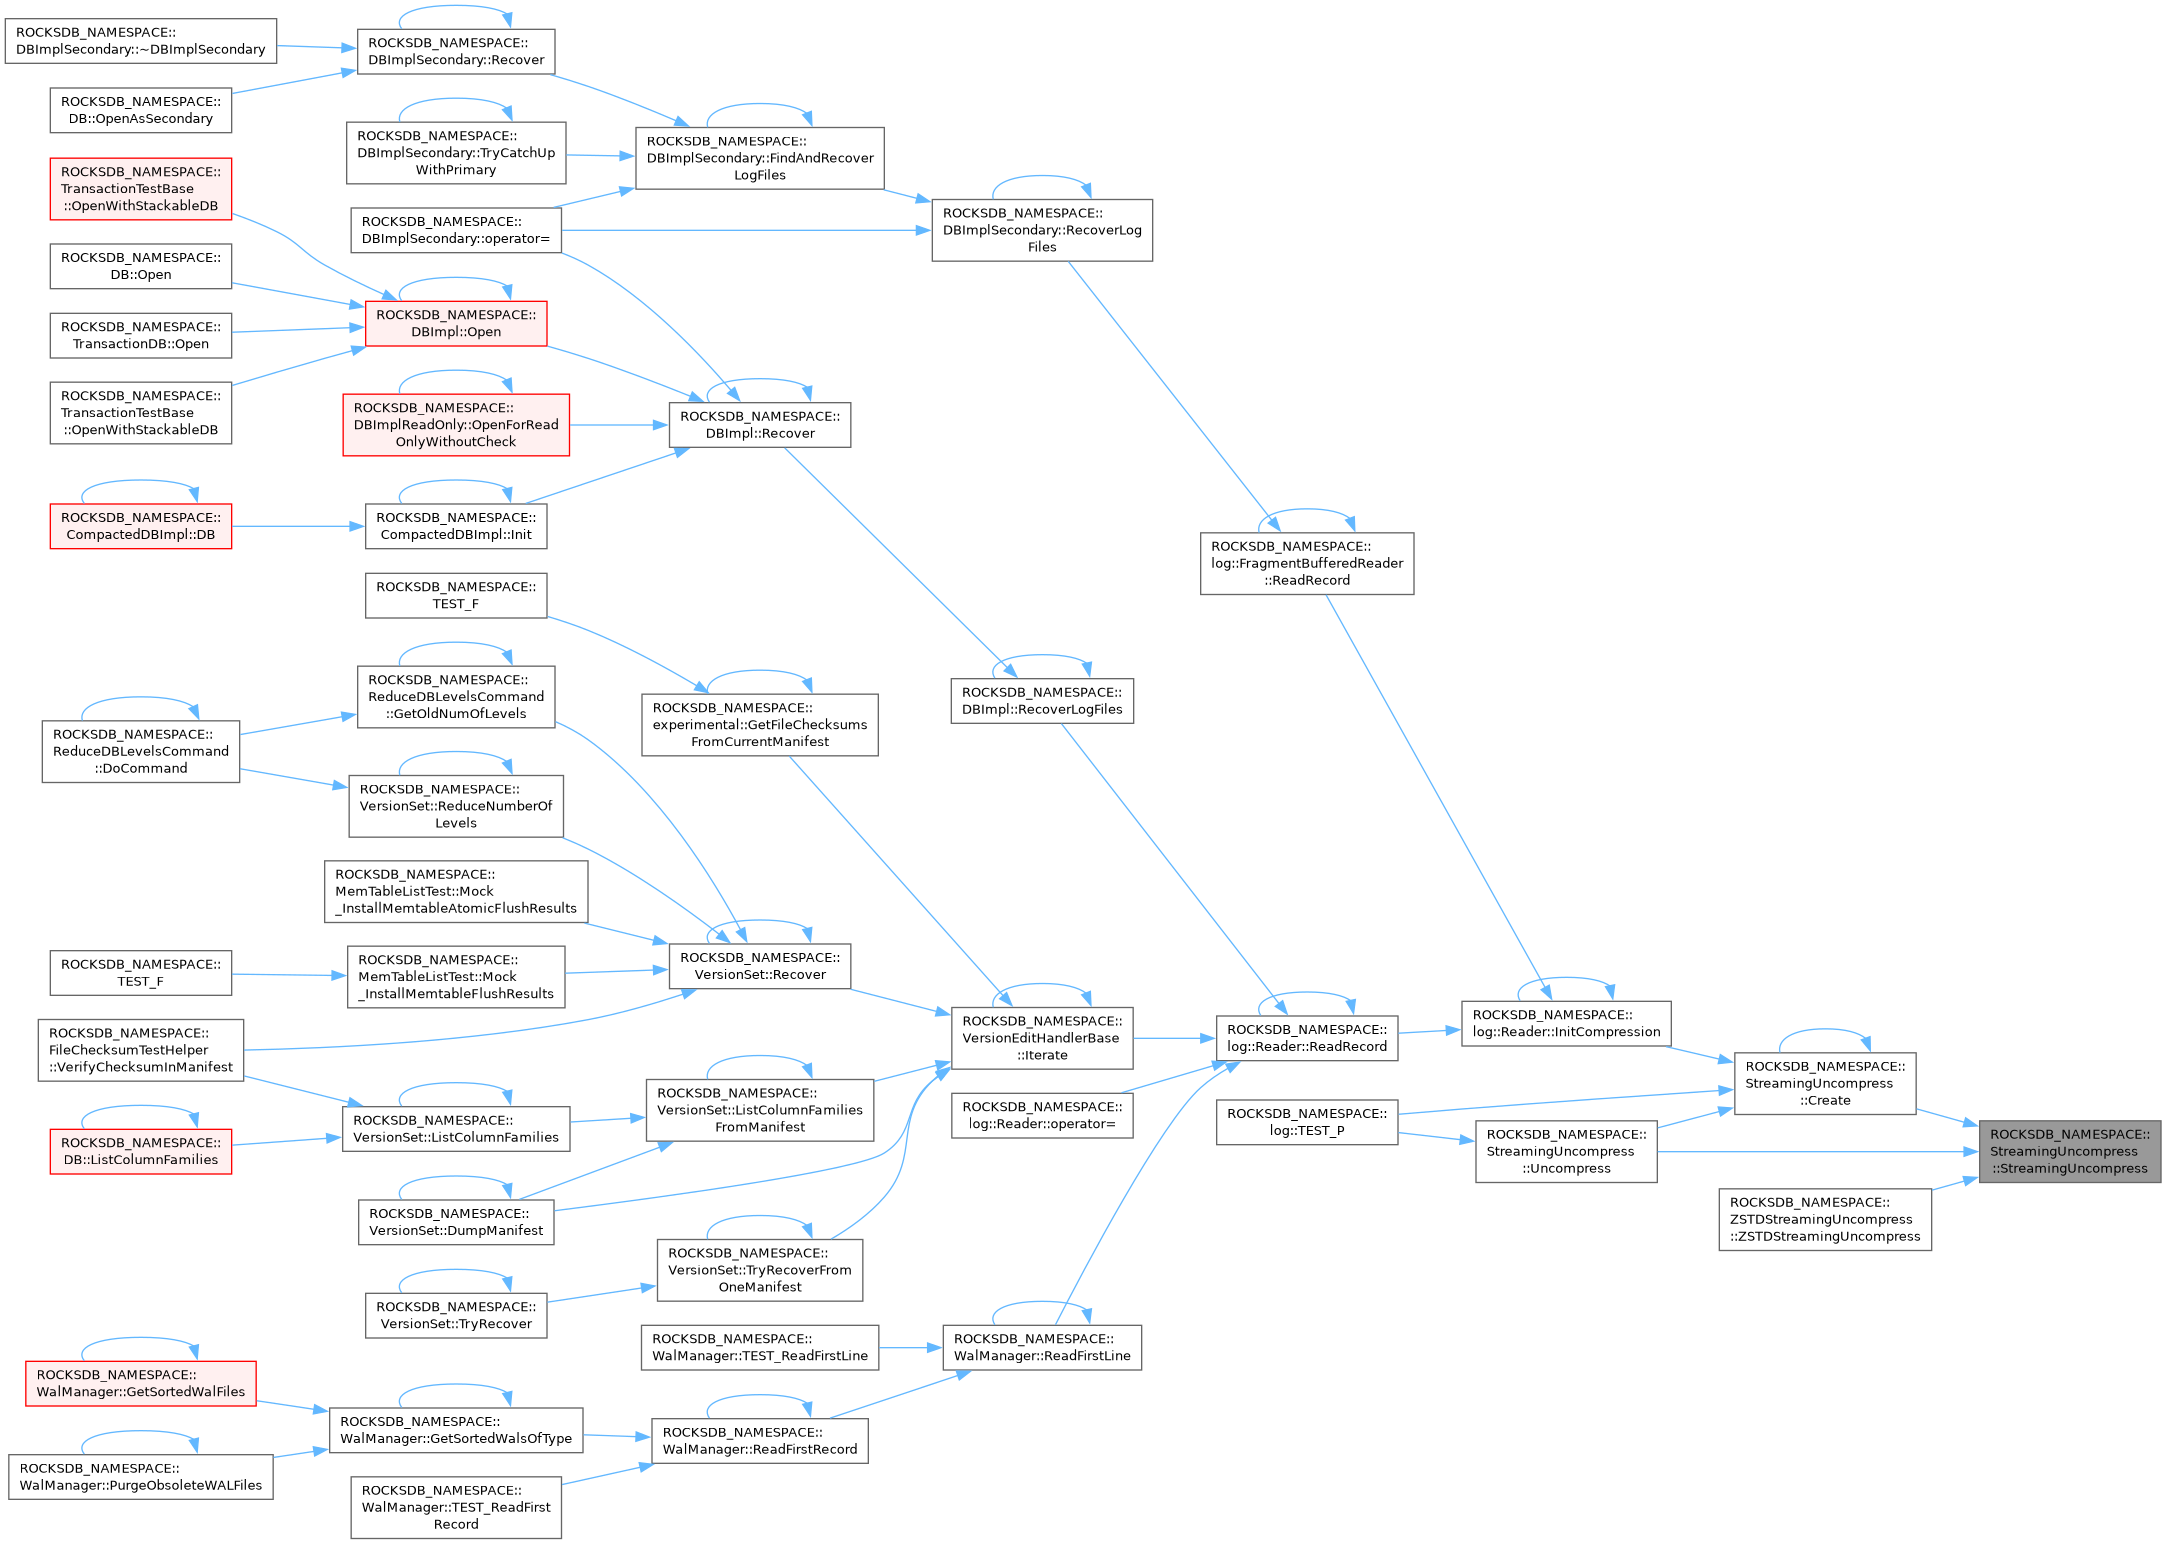 ROCKSDB_NAMESPACE::
DBImplSecondary::~DBImplSecondary
ROCKSDB_NAMESPACE::
DB::OpenAsSecondary
ROCKSDB_NAMESPACE::
TransactionTestBase
::OpenWithStackableDB
ROCKSDB_NAMESPACE::
DB::Open
ROCKSDB_NAMESPACE::
TransactionDB::Open
ROCKSDB_NAMESPACE::
TransactionTestBase
::OpenWithStackableDB
ROCKSDB_NAMESPACE::
CompactedDBImpl::DB
ROCKSDB_NAMESPACE::
ReduceDBLevelsCommand
::DoCommand
ROCKSDB_NAMESPACE::
TEST_F
ROCKSDB_NAMESPACE::
FileChecksumTestHelper
::VerifyChecksumInManifest
ROCKSDB_NAMESPACE::
DB::ListColumnFamilies
ROCKSDB_NAMESPACE::
WalManager::GetSortedWalFiles
ROCKSDB_NAMESPACE::
WalManager::PurgeObsoleteWALFiles
ROCKSDB_NAMESPACE::
DBImplSecondary::Recover
ROCKSDB_NAMESPACE::
DBImplSecondary::TryCatchUp
WithPrimary
ROCKSDB_NAMESPACE::
DBImplSecondary::operator=
ROCKSDB_NAMESPACE::
DBImpl::Open
ROCKSDB_NAMESPACE::
DBImplReadOnly::OpenForRead
OnlyWithoutCheck
ROCKSDB_NAMESPACE::
CompactedDBImpl::Init
ROCKSDB_NAMESPACE::
TEST_F
ROCKSDB_NAMESPACE::
ReduceDBLevelsCommand
::GetOldNumOfLevels
ROCKSDB_NAMESPACE::
VersionSet::ReduceNumberOf
Levels
ROCKSDB_NAMESPACE::
MemTableListTest::Mock
_InstallMemtableAtomicFlushResults
ROCKSDB_NAMESPACE::
MemTableListTest::Mock
_InstallMemtableFlushResults
ROCKSDB_NAMESPACE::
VersionSet::ListColumnFamilies
ROCKSDB_NAMESPACE::
VersionSet::DumpManifest
ROCKSDB_NAMESPACE::
VersionSet::TryRecover
ROCKSDB_NAMESPACE::
WalManager::GetSortedWalsOfType
ROCKSDB_NAMESPACE::
WalManager::TEST_ReadFirst
Record
ROCKSDB_NAMESPACE::
DBImplSecondary::FindAndRecover
LogFiles
ROCKSDB_NAMESPACE::
DBImpl::Recover
ROCKSDB_NAMESPACE::
experimental::GetFileChecksums
FromCurrentManifest
ROCKSDB_NAMESPACE::
VersionSet::Recover
ROCKSDB_NAMESPACE::
VersionSet::ListColumnFamilies
FromManifest
ROCKSDB_NAMESPACE::
VersionSet::TryRecoverFrom
OneManifest
ROCKSDB_NAMESPACE::
WalManager::TEST_ReadFirstLine
ROCKSDB_NAMESPACE::
WalManager::ReadFirstRecord
ROCKSDB_NAMESPACE::
DBImplSecondary::RecoverLog
Files
ROCKSDB_NAMESPACE::
DBImpl::RecoverLogFiles
ROCKSDB_NAMESPACE::
VersionEditHandlerBase
::Iterate
ROCKSDB_NAMESPACE::
log::Reader::operator=
ROCKSDB_NAMESPACE::
WalManager::ReadFirstLine
ROCKSDB_NAMESPACE::
log::FragmentBufferedReader
::ReadRecord
ROCKSDB_NAMESPACE::
log::Reader::ReadRecord
ROCKSDB_NAMESPACE::
log::TEST_P
ROCKSDB_NAMESPACE::
log::Reader::InitCompression
ROCKSDB_NAMESPACE::
StreamingUncompress
::Uncompress
ROCKSDB_NAMESPACE::
StreamingUncompress
::Create
ROCKSDB_NAMESPACE::
ZSTDStreamingUncompress
::ZSTDStreamingUncompress
ROCKSDB_NAMESPACE::
StreamingUncompress
::StreamingUncompress